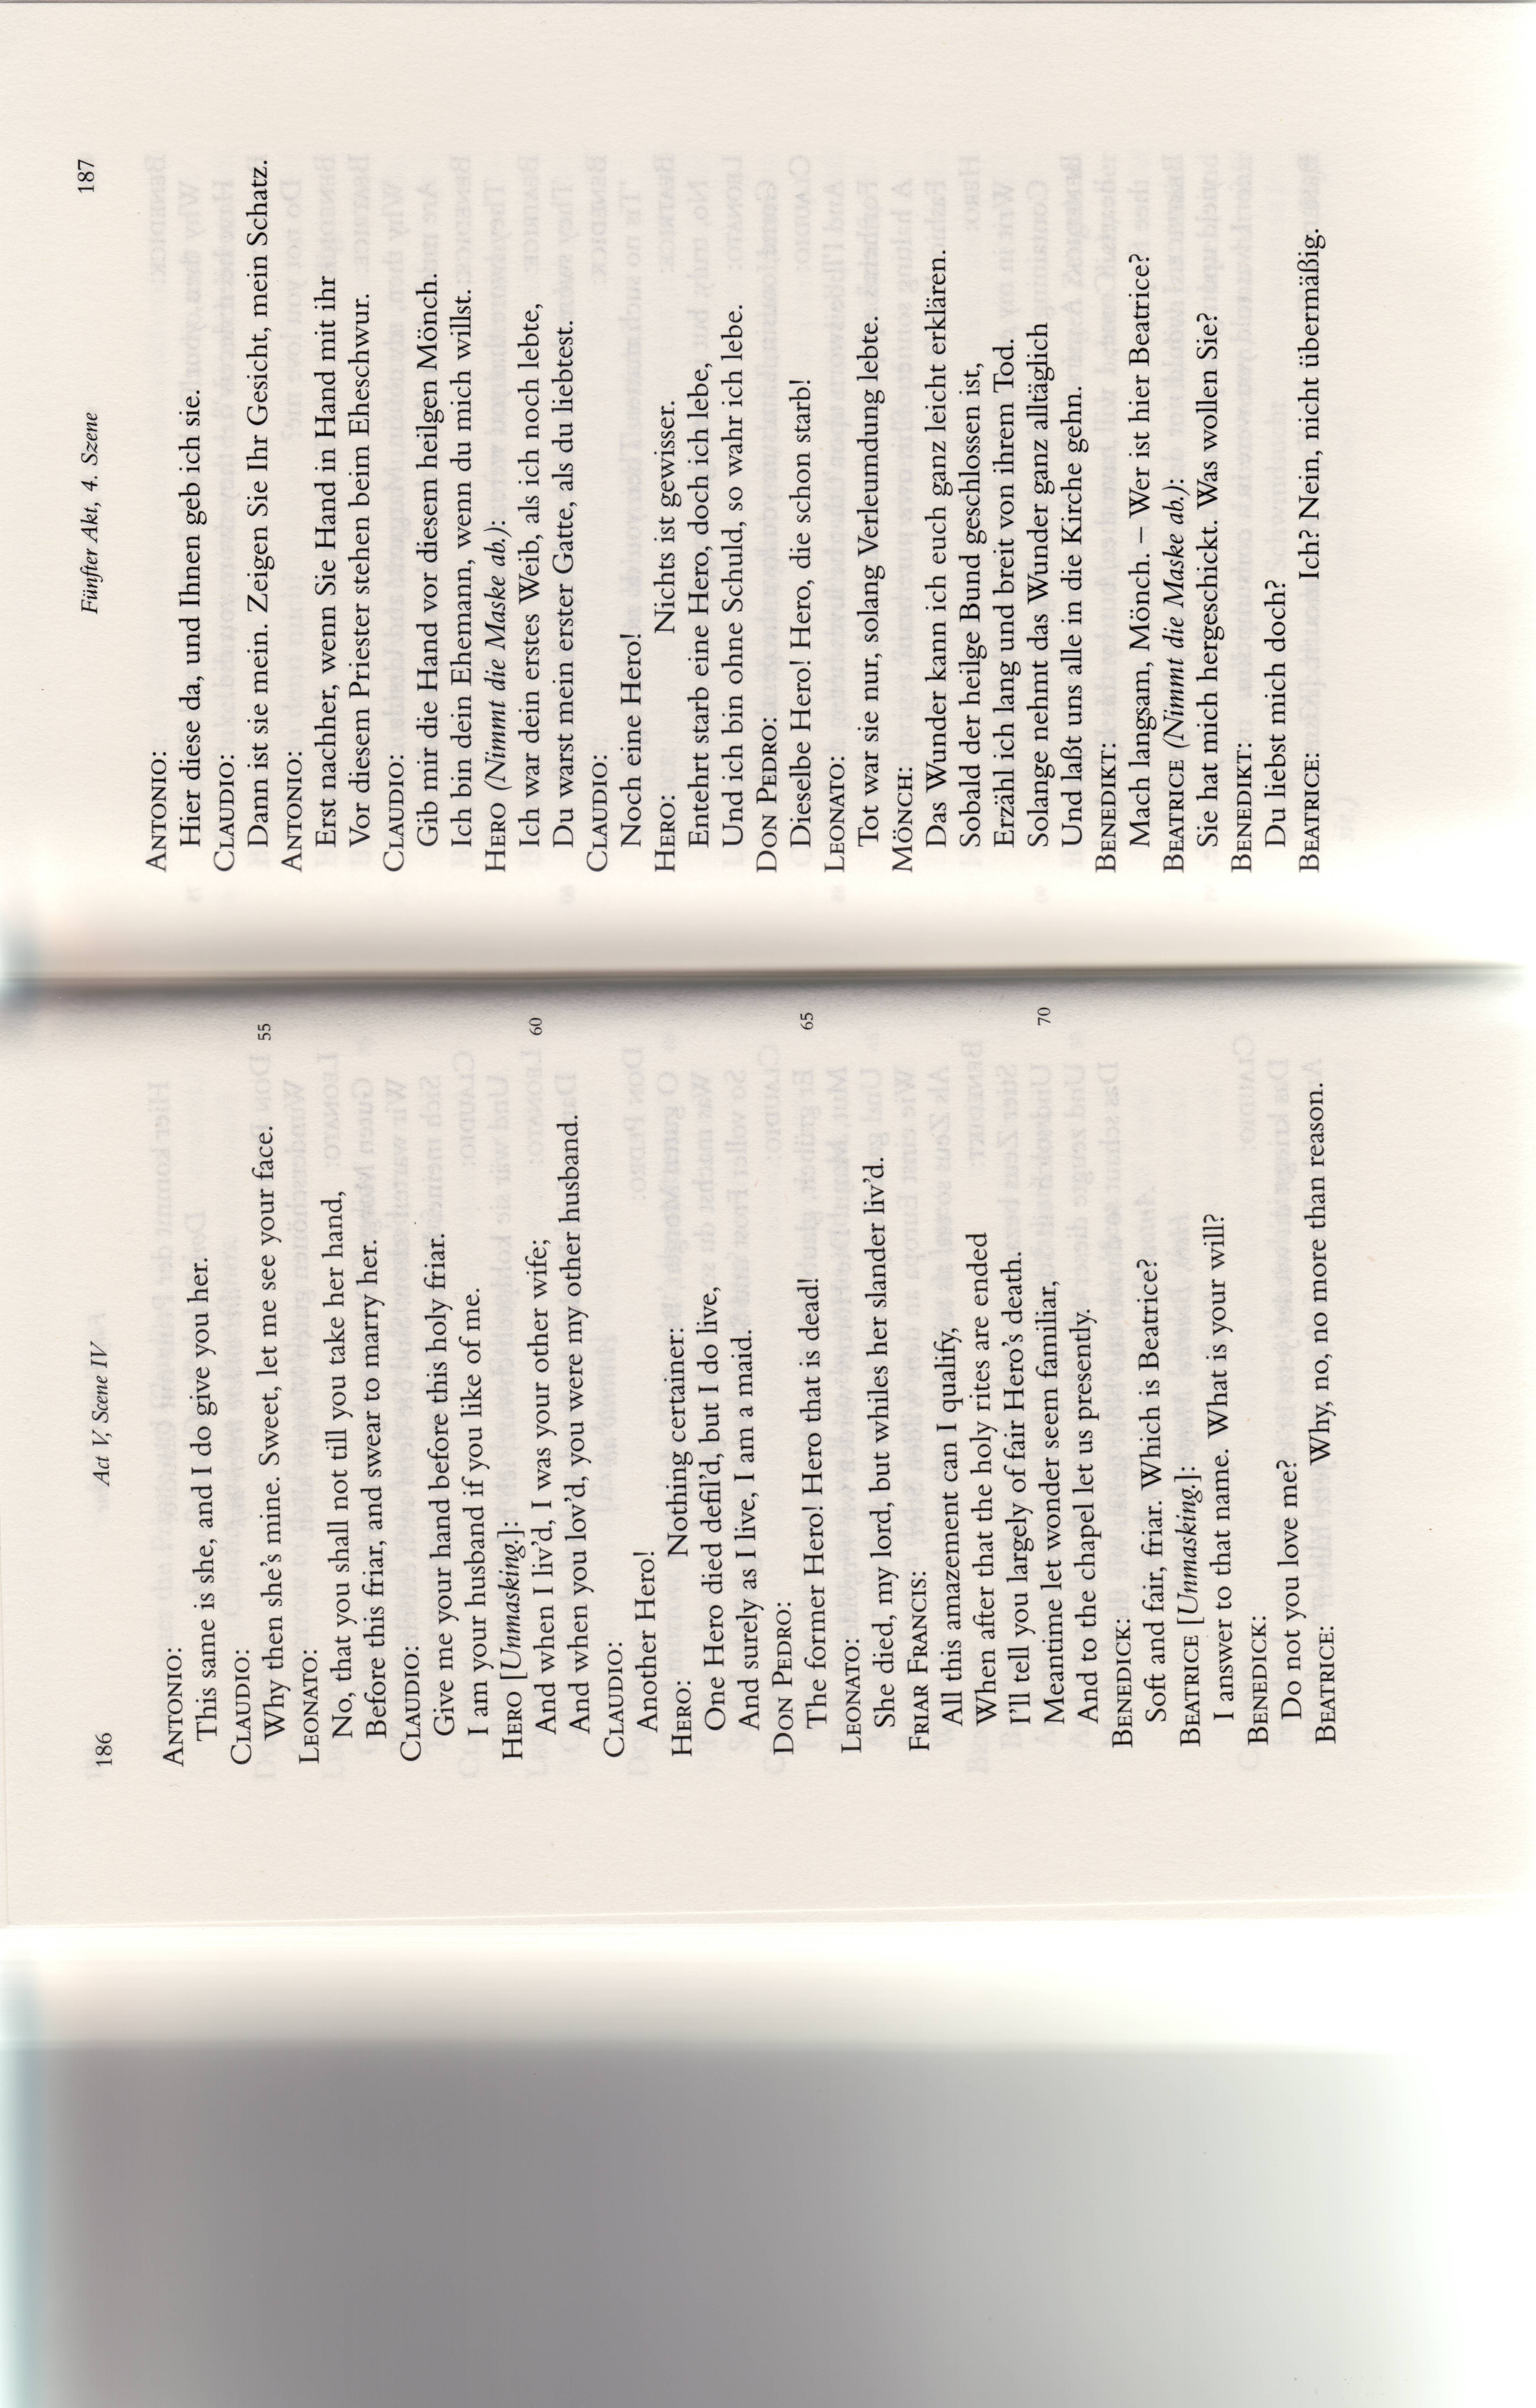 186
Act V, Scene IV
ANTONIO:
This same is she, and I do give you her.
CLAUDIO:
Why then she's mine. Sweet, let me see your face.
55
LEONATO:
No, that you shall not till you take her hand,
Before this friar, and swear to marry her.
CLAUDIO:
Give me your hand before this holy friar.
I am your husband if you like of me.
HERO [Unmasking.]:
And when I liv'd, I was your other wife;
60
And when you lov'd, you were my other husband.
CLAUDIO:
Another Hero!
HERO:
Nothing certainer:
One Hero died defil'd, but I do live,
And surely as I live, I am a maid.
DON PEDRO:
The former Hero! Hero that is dead!
65
LEONATO:
She died, my lord, but whiles her slander liv'd.
FRIAR FRANCIS:
All this amazement can I qualify,
When after that the holy rites are ended
I'll tell you largely of fair Hero's death.
Meantime let wonder seem familiar,
70
And to the chapel let us presently.
BENEDICK:
Soft and fair, friar. Which is Beatrice?
BEATRICE [Unmasking.]:
I answer to that name. What is your will?
BENEDICK:
Do not you love me?
BEATRICE:
Why, no, no more than reason.
Fünfter Akt, 4. Szene
187
ANTONIO:
Hier diese da, und Ihnen geb ich sie.
CLAUDIO:
Dann ist sie mein. Zeigen Sie Ihr Gesicht, mein Schatz.
ANTONIO:
Erst nachher, wenn Sie Hand in Hand mit ihr
Vor diesem Priester stehen beim Eheschwur.
CLAUDIO:
Gib mir die Hand vor diesem heilgen Mönch.
Ich bin dein Ehemann, wenn du mich willst.
HERO (Nimmt die Maske ab.):
Ich war dein erstes Weib, als ich noch lebte,
Du warst mein erster Gatte, als du liebtest.
CLAUDIO:
Noch eine Hero!
HERO:
Nichts ist gewisser.
Entehrt starb eine Hero, doch ich lebe,
Und ich bin ohne Schuld, so wahr ich lebe.
DON PEDRO:
Dieselbe Hero! Hero, die schon starb!
LEONATO:
Tot war sie nur, solang Verleumdung lebte.
MÖNCH:
Das Wunder kann ich euch ganz leicht erklären.
Sobald der heilge Bund geschlossen ist,
Erzähl ich lang und breit von ihrem Tod.
Solange nehmt das Wunder ganz alltäglich
Und laßt uns alle in die Kirche gehn.
BENEDIKT:
Mach langsam, Mönch. – Wer ist hier Beatrice?
BEATRICE (Nimmt die Maske ab.):
Sie hat mich hergeschickt. Was wollen Sie?
BENEDIKT:
Du liebst mich doch?
BEATRICE:
Ich? Nein, nicht übermäßig.